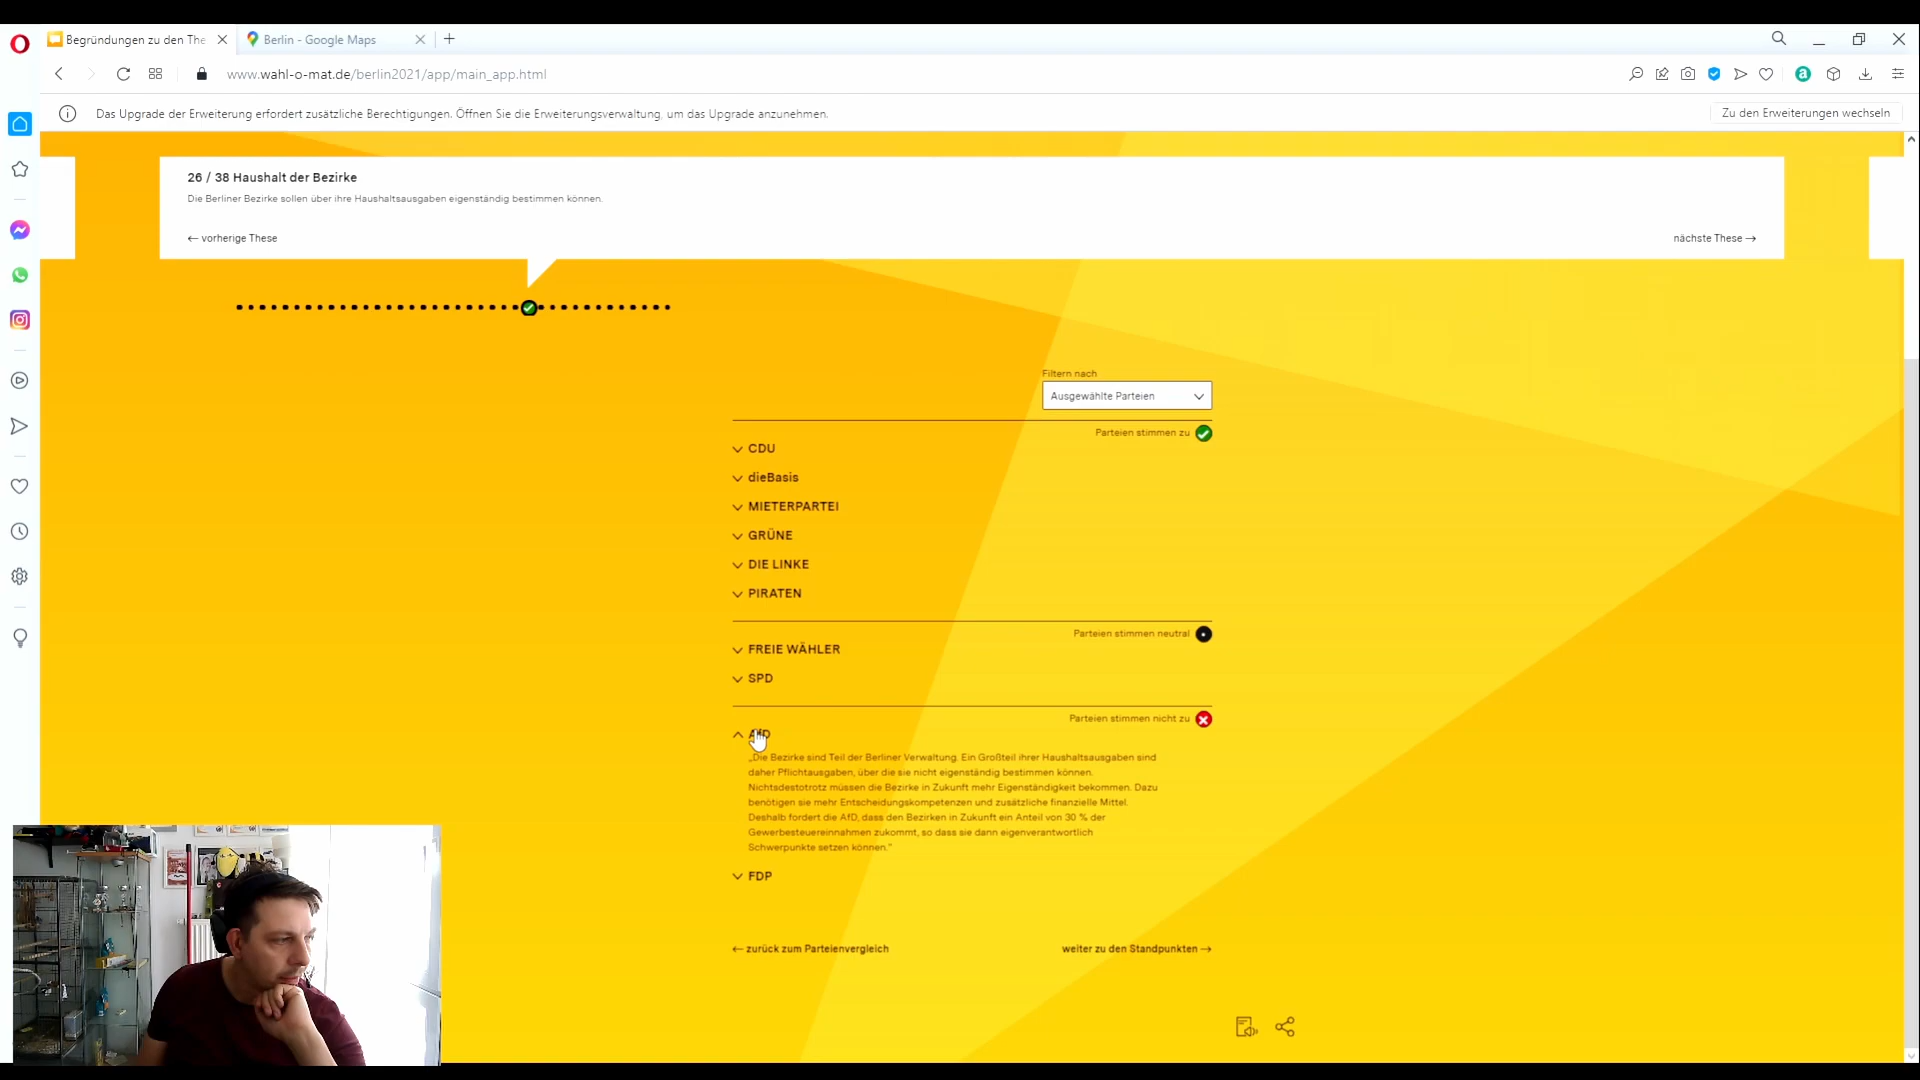 Begründungen zu den The
Berlin - Google Maps
www.wahl-o-mat.de/berlin2021/app/main_app.html
Das Upgrade der Erweiterung erfordert zusätzliche Berechtigungen. Öffnen Sie die Erweiterungsverwaltung, um das Upgrade anzunehmen.
Zu den Erweiterungen wechseln
26 / 38 Haushalt der Bezirke
Die Berliner Bezirke sollen über ihre Haushaltsausgaben eigenständig bestimmen können.
← vorherige These
nächste These →
Filtern nach
Ausgewählte Parteien
Parteien stimmen zu
CDU
dieBasis
MIETERPARTEI
GRÜNE
DIE LINKE
PIRATEN
Parteien stimmen neutral
FREIE WÄHLER
SPD
Parteien stimmen nicht zu
AfD
„Die Bezirke sind Teil der Berliner Verwaltung. Ein Großteil ihrer Haushaltsausgaben sind
daher Pflichtausgaben, über die sie nicht eigenständig bestimmen können.
Nichtsdestotrotz müssen die Bezirke in Zukunft mehr Eigenständigkeit bekommen. Dazu
benötigen sie mehr Entscheidungskompetenzen und zusätzliche finanzielle Mittel.
Deshalb fordert die AfD, dass den Bezirken in Zukunft ein Anteil von 30 % der
Gewerbesteuereinnahmen zukommt, so dass sie dann eigenverantwortlich
Schwerpunkte setzen können."
FDP
← zurück zum Parteienvergleich
weiter zu den Standpunkten →